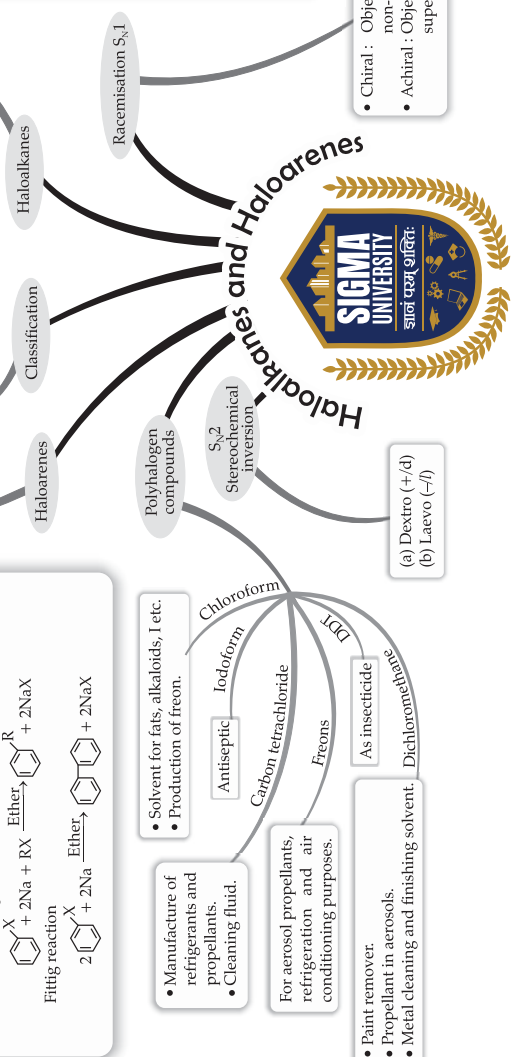 Haloalkanes and Haloarenes
SIGMA
UNIVERSITY
ज्ञानं परम् शक्तिः
Racemisation S_N1
• Chiral : Obje
non-
• Achiral : Obje
supe
Haloalkanes
Classification
Haloarenes
X
+ 2Na + RX
Ether
R
+ 2NaX
Fittig reaction
2
X
+ 2Na
Ether
+ 2NaX
Polyhalogen
compounds
Chloroform
• Solvent for fats, alkaloids, I etc.
• Production of freon.
Iodoform
Antiseptic
Carbon tetrachloride
• Manufacture of
refrigerants and
propellants.
• Cleaning fluid.
Freons
For aerosol propellants,
refrigeration and air
conditioning purposes.
DDT
As insecticide
Dichloromethane
• Paint remover.
• Propellant in aerosols.
• Metal cleaning and finishing solvent.
S_N2
Stereochemical
inversion
(a) Dextro (+/d)
(b) Laevo (–/l)